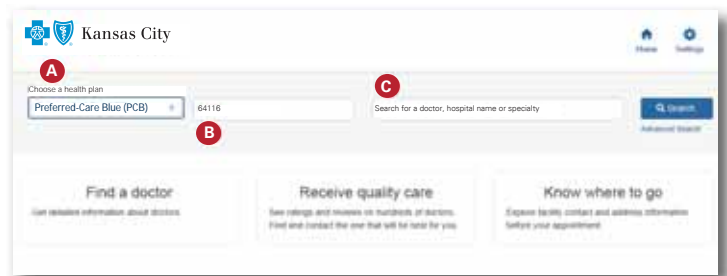 Kansas City
Home
Settings
A
C
Choose a health plan
Preferred-Care Blue (PCB)
64116
Search for a doctor, hospital name or specialty
Search
B
Advanced Search
Find a doctor
Get detailed information about doctors.
Receive quality care
See ratings and reviews on hundreds of doctors.
Find and contact the one that will be best for you.
Know where to go
Explore facility contact and address information
before your appointment.